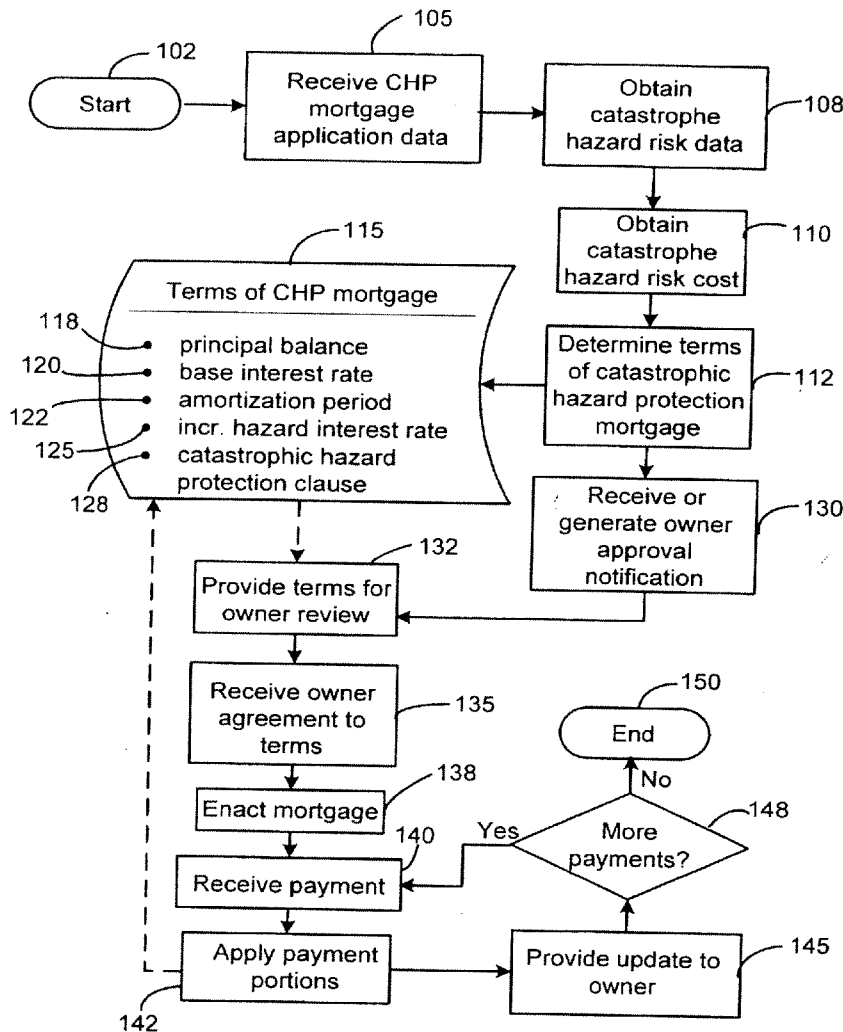 105
102
Start
Receive CHP
mortgage
application data
Obtain
catastrophe
hazard risk data
108
Obtain
catastrophe
hazard risk cost
110
115
Terms of CHP mortgage
118
principal balance
120
base interest rate
122
amortization period
125
incr. hazard interest rate
128
catastrophic hazard
protection clause
Determine terms
of catastrophic
hazard protection
mortgage
112
Receive or
generate owner
approval
notification
130
132
Provide terms for
owner review
Receive owner
agreement to
terms
135
138
Enact mortgage
140
Receive payment
Apply payment
portions
142
Provide update to
owner
145
More
payments?
148
Yes
No
End
150